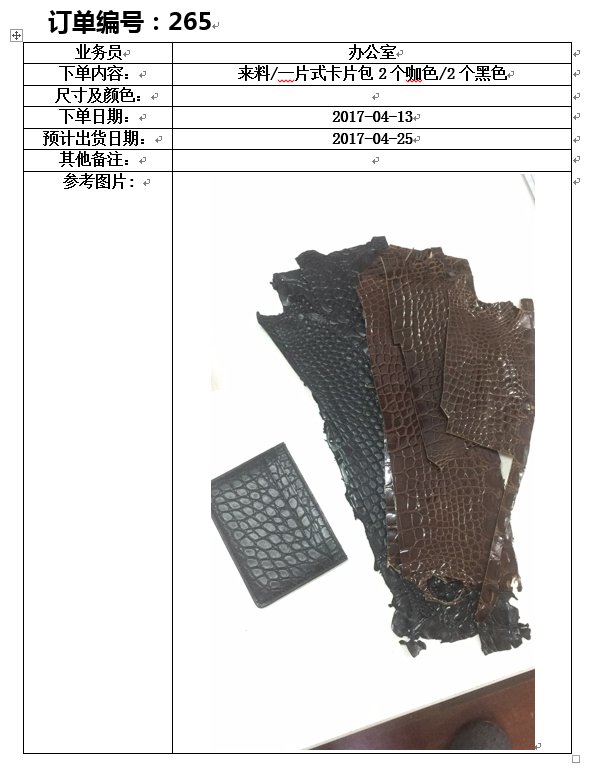 订单编号：265
业务员 办公室
下单内容： 来料/一片式卡片包 2 个咖色/2 个黑色
尺寸及颜色：
下单日期： 2017-04-13
预计出货日期： 2017-04-25
其他备注：
参考图片：